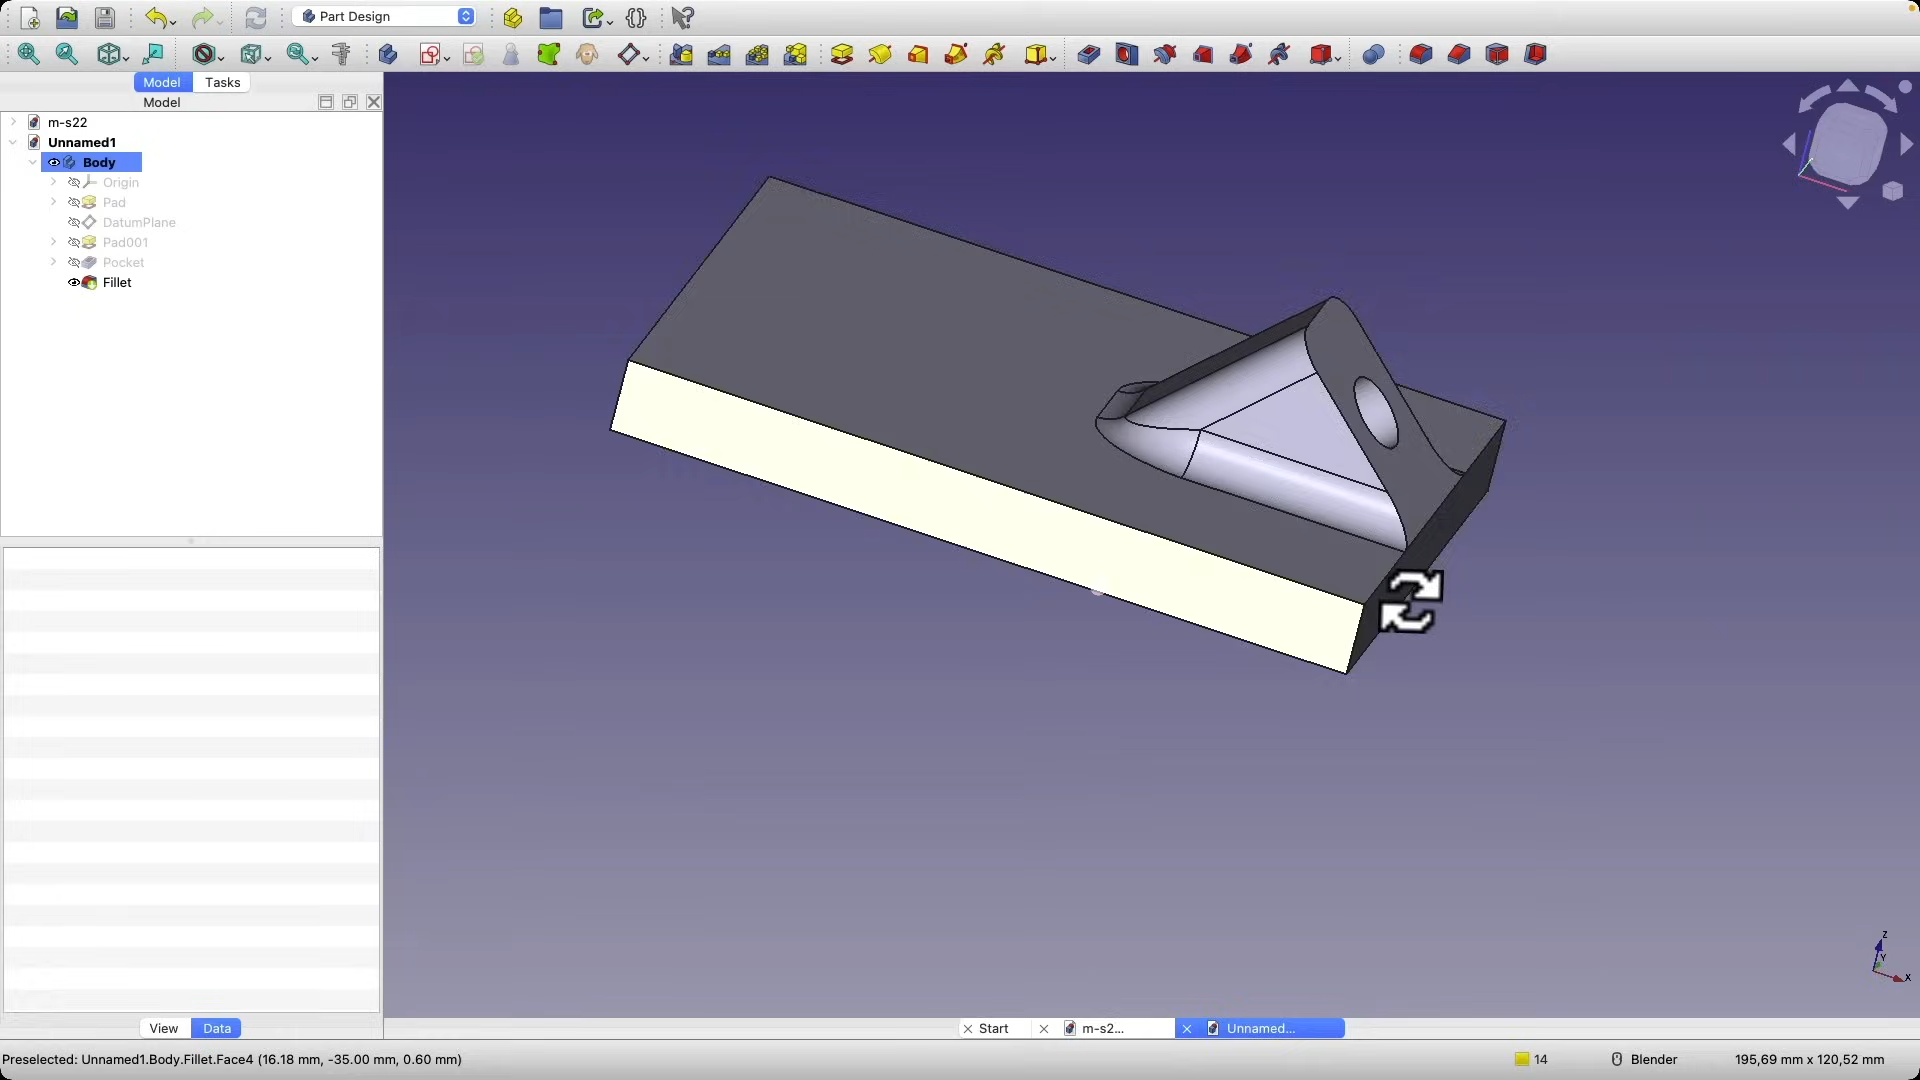 Part Design
Model Tasks
Model
m-s22
Unnamed1
Body
Origin
Pad
DatumPlane
Pad001
Pocket
Fillet
Z
Y
X
View Data
Start m-s2... Unnamed...
Preselected: Unnamed1.Body.Fillet.Face4 (16.18 mm, -35.00 mm, 0.60 mm) 14 Blender 195,69 mm x 120,52 mm